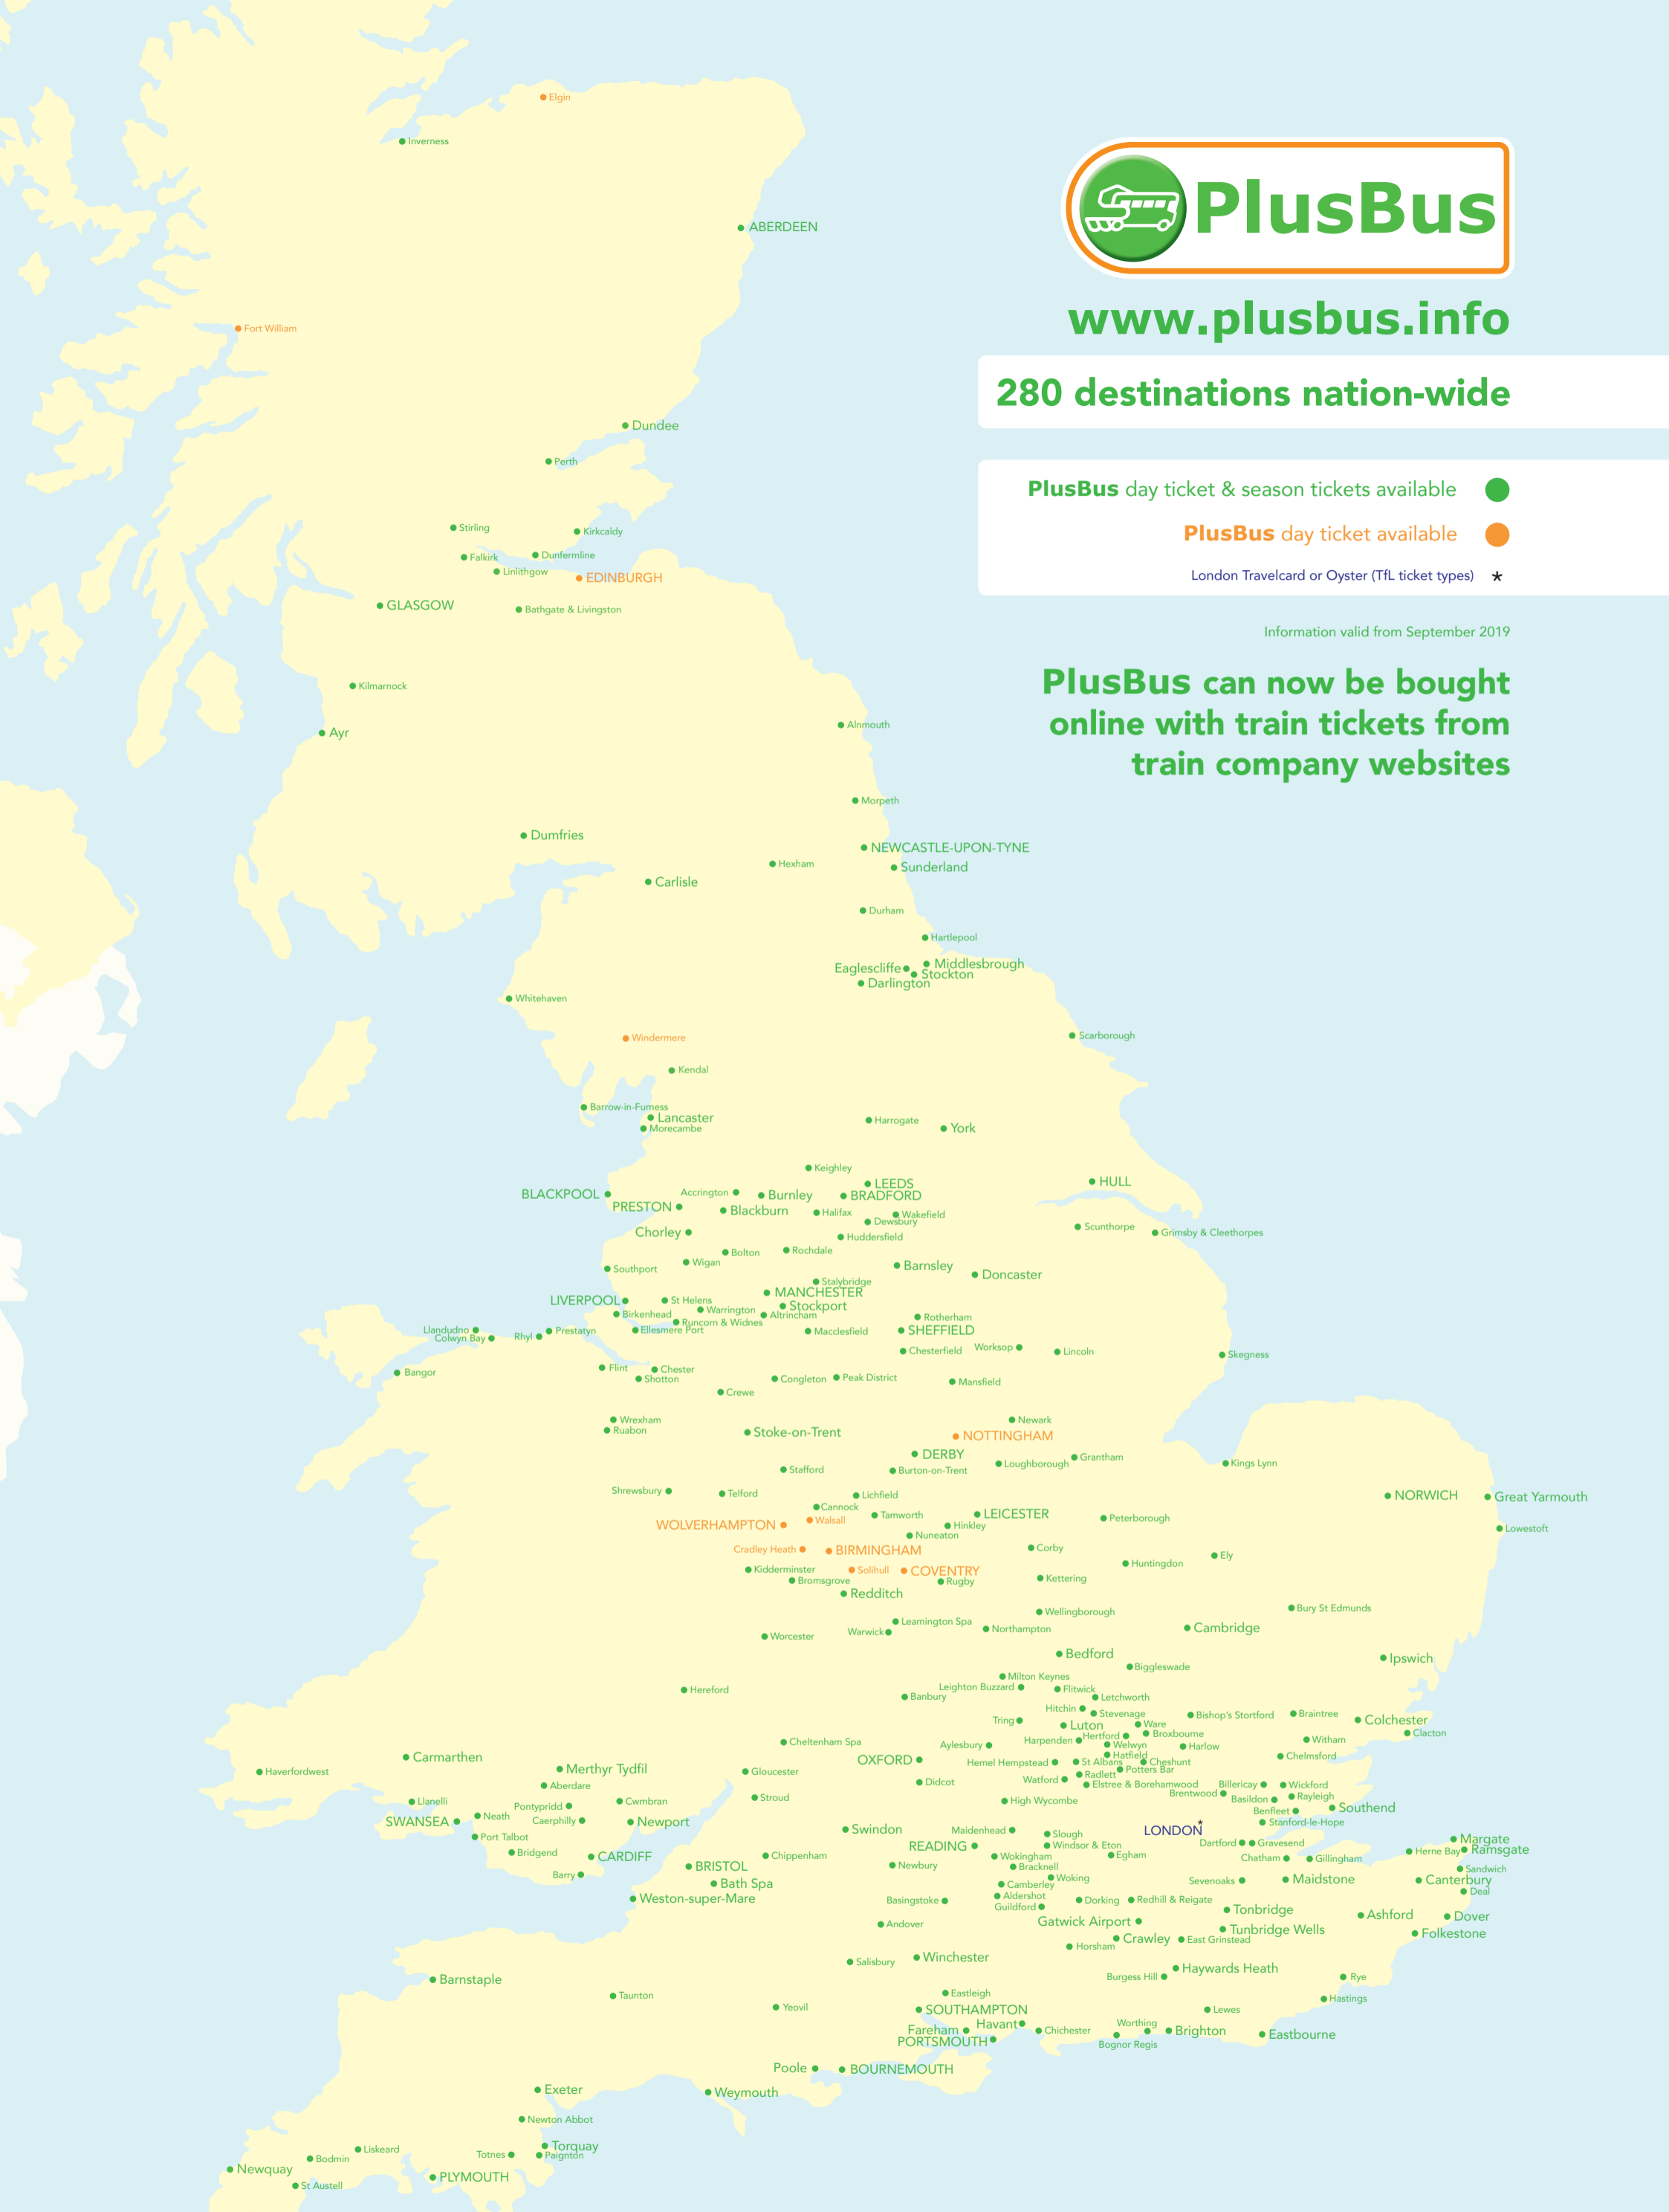 Elgin
Inverness
PlusBus
ABERDEEN
www.plusbus.info
Fort William
280 destinations nation-wide
Dundee
Perth
PlusBus day ticket & season tickets available
Stirling
Kirkcaldy
PlusBus day ticket available
Falkirk
Dunfermline
Linlithgow
EDINBURGH
London Travelcard or Oyster (TfL ticket types) *
GLASGOW
Bathgate & Livingston
Information valid from September 2019
PlusBus can now be bought
online with train tickets from
train company websites
Kilmarnock
Alnmouth
Ayr
Morpeth
Dumfries
NEWCASTLE-UPON-TYNE
Hexham
Sunderland
Carlisle
Durham
Hartlepool
Middlesbrough
Eaglescliffe
Stockton
Darlington
Whitehaven
Scarborough
Windermere
Kendal
Barrow-in-Furness
Lancaster
Morecambe
Harrogate
York
Keighley
LEEDS
HULL
BLACKPOOL
Accrington
Burnley
BRADFORD
PRESTON
Blackburn
Halifax
Wakefield
Dewsbury
Scunthorpe
Grimsby & Cleethorpes
Chorley
Huddersfield
Bolton
Rochdale
Wigan
Southport
Barnsley
Doncaster
Stalybridge
MANCHESTER
LIVERPOOL
St Helens
Stockport
Birkenhead
Warrington
Altrincham
Rotherham
Runcorn & Widnes
Llandudno
Colwyn Bay
Rhyl
Prestatyn
Ellesmere Port
Macclesfield
SHEFFIELD
Chesterfield
Worksop
Lincoln
Skegness
Bangor
Flint
Chester
Shotton
Congleton
Peak District
Mansfield
Crewe
Wrexham
Ruabon
Newark
Stoke-on-Trent
NOTTINGHAM
DERBY
Grantham
Loughborough
Kings Lynn
Stafford
Burton-on-Trent
Shrewsbury
Telford
Lichfield
NORWICH
Great Yarmouth
Cannock
Tamworth
LEICESTER
Peterborough
WOLVERHAMPTON
Walsall
Hinkley
Lowestoft
Nuneaton
Cradley Heath
BIRMINGHAM
Corby
Ely
Huntingdon
Kidderminster
Solihull
COVENTRY
Bromsgrove
Rugby
Kettering
Redditch
Wellingborough
Bury St Edmunds
Leamington Spa
Warwick
Northampton
Cambridge
Worcester
Bedford
Ipswich
Biggleswade
Milton Keynes
Leighton Buzzard
Flitwick
Hereford
Banbury
Letchworth
Hitchin
Stevenage
Bishop's Stortford
Braintree
Tring
Luton
Ware
Colchester
Hertford
Broxbourne
Clacton
Cheltenham Spa
Aylesbury
Harpenden
Welwyn
Harlow
Witham
Carmarthen
OXFORD
Hatfield
Chelmsford
Hemel Hempstead
St Albans
Cheshunt
Haverfordwest
Merthyr Tydfil
Gloucester
Potters Bar
Radlett
Aberdare
Didcot
Watford
Elstree & Borehamwood
Billericay
Wickford
Brentwood
Rayleigh
Stroud
Basildon
Llanelli
Pontypridd
Cwmbran
High Wycombe
Southend
Benfleet
Neath
SWANSEA
Caerphilly
Newport
Stanford-le-Hope
LONDON*
Swindon
Maidenhead
Slough
Port Talbot
READING
Windsor & Eton
Dartford
Gravesend
Margate
Ramsgate
Herne Bay
Bridgend
CARDIFF
Chippenham
Wokingham
Egham
Chatham
Gillingham
BRISTOL
Newbury
Bracknell
Sandwich
Barry
Woking
Bath Spa
Camberley
Sevenoaks
Maidstone
Canterbury
Deal
Weston-super-Mare
Basingstoke
Aldershot
Dorking
Redhill & Reigate
Guildford
Tonbridge
Ashford
Dover
Andover
Gatwick Airport
Tunbridge Wells
Folkestone
Crawley
East Grinstead
Horsham
Winchester
Salisbury
Haywards Heath
Burgess Hill
Rye
Barnstaple
Taunton
Eastleigh
Hastings
Yeovil
SOUTHAMPTON
Lewes
Havant
Fareham
Chichester
Worthing
Brighton
Eastbourne
PORTSMOUTH
Bognor Regis
Poole
BOURNEMOUTH
Exeter
Weymouth
Newton Abbot
Torquay
Liskeard
Totnes
Paignton
Bodmin
Newquay
PLYMOUTH
St Austell